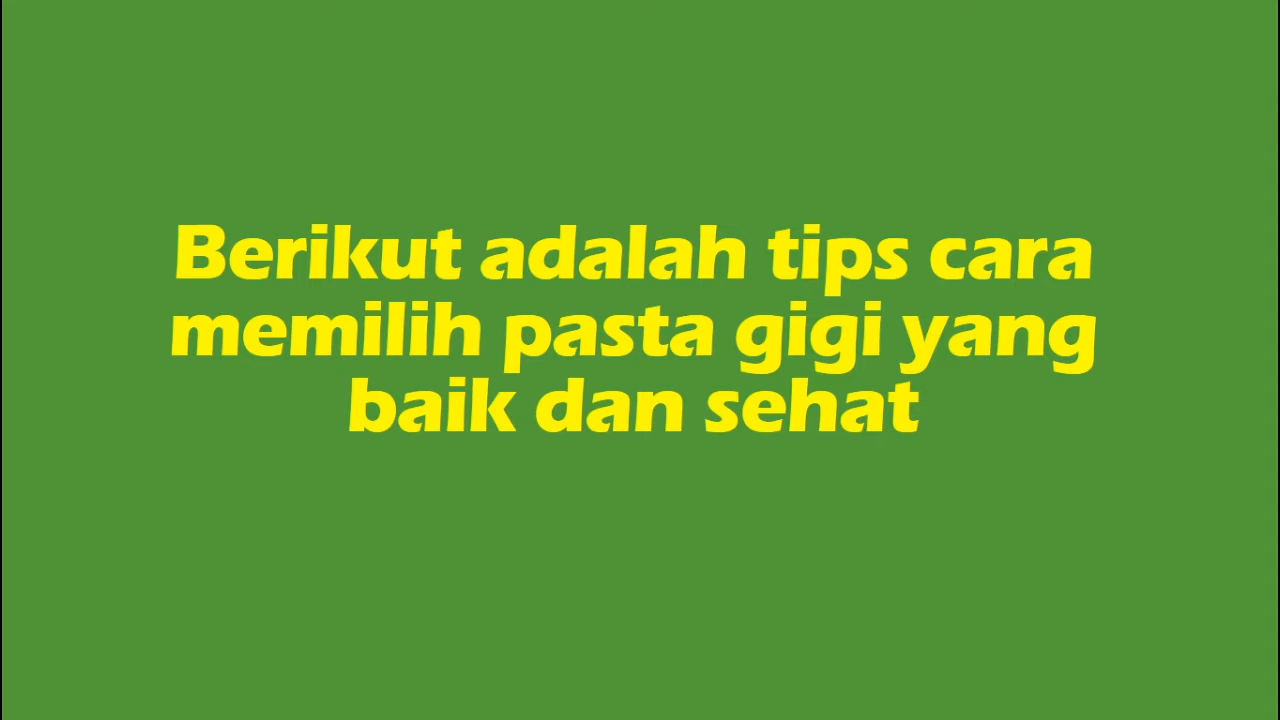 Berikut adalah tips cara
memilih pasta gigi yang
baik dan sehat